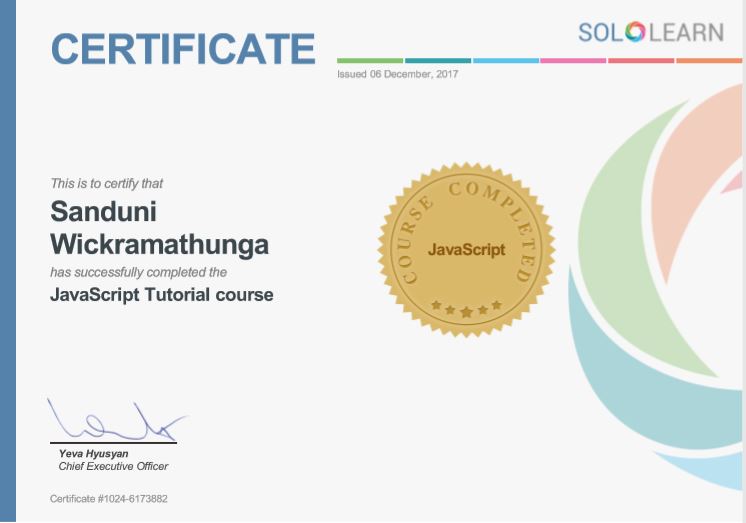 CERTIFICATE
SOLOLEARN
Issued 06 December, 2017
This is to certify that
Sanduni
Wickramathunga
has successfully completed the
JavaScript Tutorial course
COURSE COMPLETED
JavaScript
Yeva Hyusyan
Chief Executive Officer
Certificate #1024-6173882